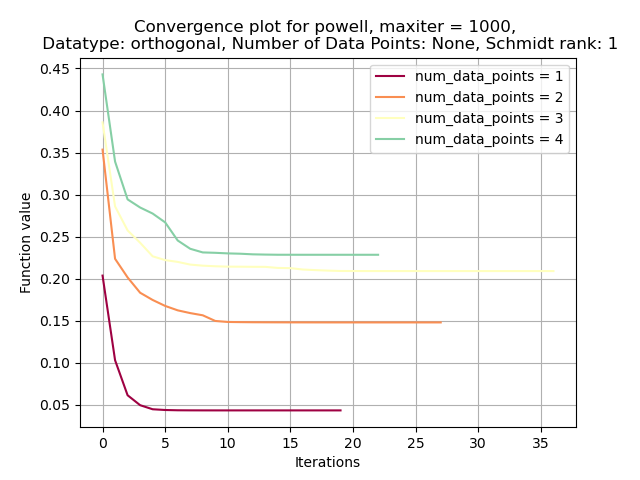 Convergence plot for powell, maxiter = 1000,
Datatype: orthogonal, Number of Data Points: None, Schmidt rank: 1
num_data_points = 1
num_data_points = 2
num_data_points = 3
num_data_points = 4
Function value
0.45
0.40
0.35
0.30
0.25
0.20
0.15
0.10
0.05
0 5 10 15 20 25 30 35
Iterations